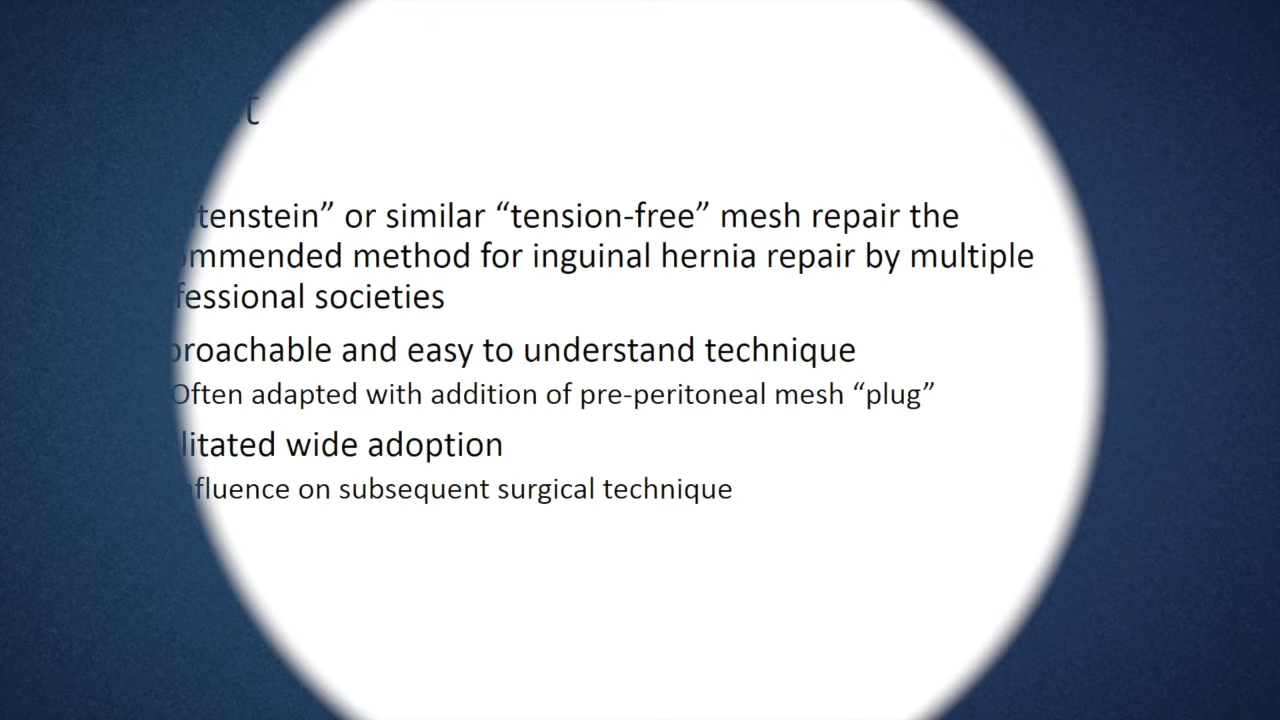 tenstein” or similar “tension-free” mesh repair the
ommended method for inguinal hernia repair by multiple
fessional societies
roachable and easy to understand technique
Often adapted with addition of pre-peritoneal mesh “plug”
litated wide adoption
fluence on subsequent surgical technique